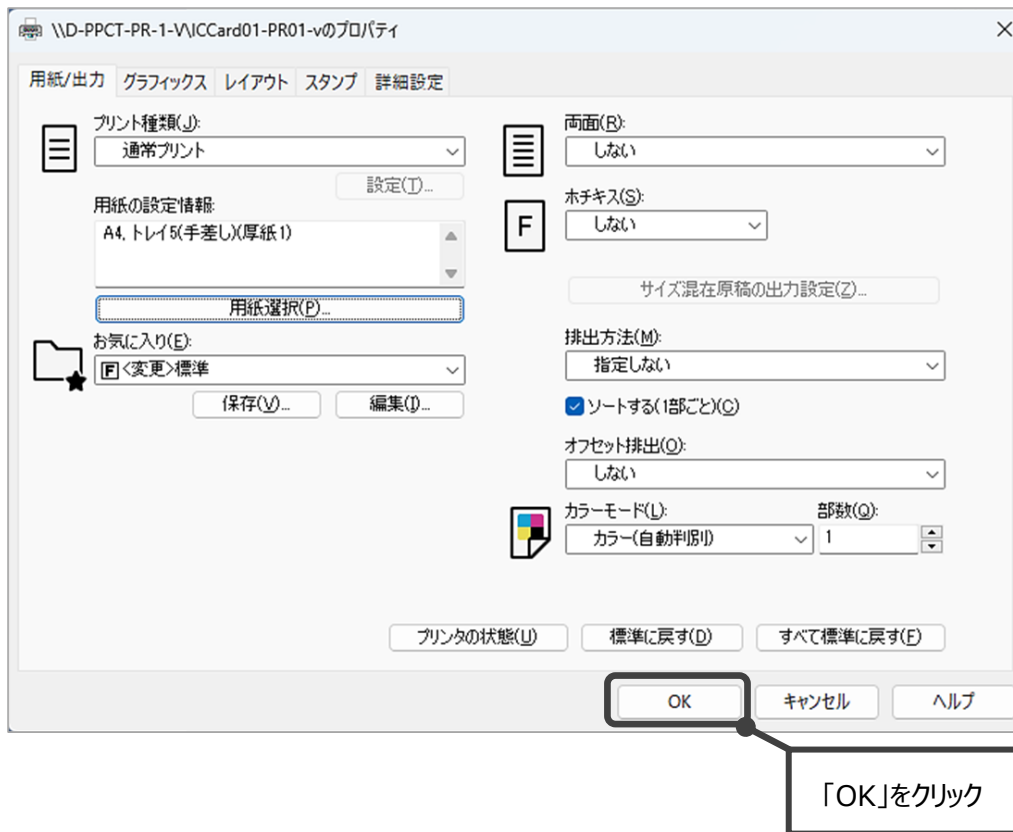 \\D-PPCT-PR-1-V\ICCard01-PR01-vのプロパティ
用紙/出力 グラフィックス レイアウト スタンプ 詳細設定
プリント種類(J):
通常プリント
設定(T)...
用紙の設定情報:
A4, トレイ5(手差し)(厚紙1)
用紙選択(P)...
お気に入り(E):
F <変更>標準
保存(V)...
編集(I)...
両面(R):
しない
F
ホチキス(S):
しない
サイズ混在原稿の出力設定(Z)...
排出方法(M):
指定しない
ソートする(1部ごと)(C)
オフセット排出(O):
しない
カラーモード(L):
カラー(自動判別)
部数(Q):
1
プリンタの状態(U)
標準に戻す(D)
すべて標準に戻す(F)
OK
キャンセル
ヘルプ
「OK」をクリック